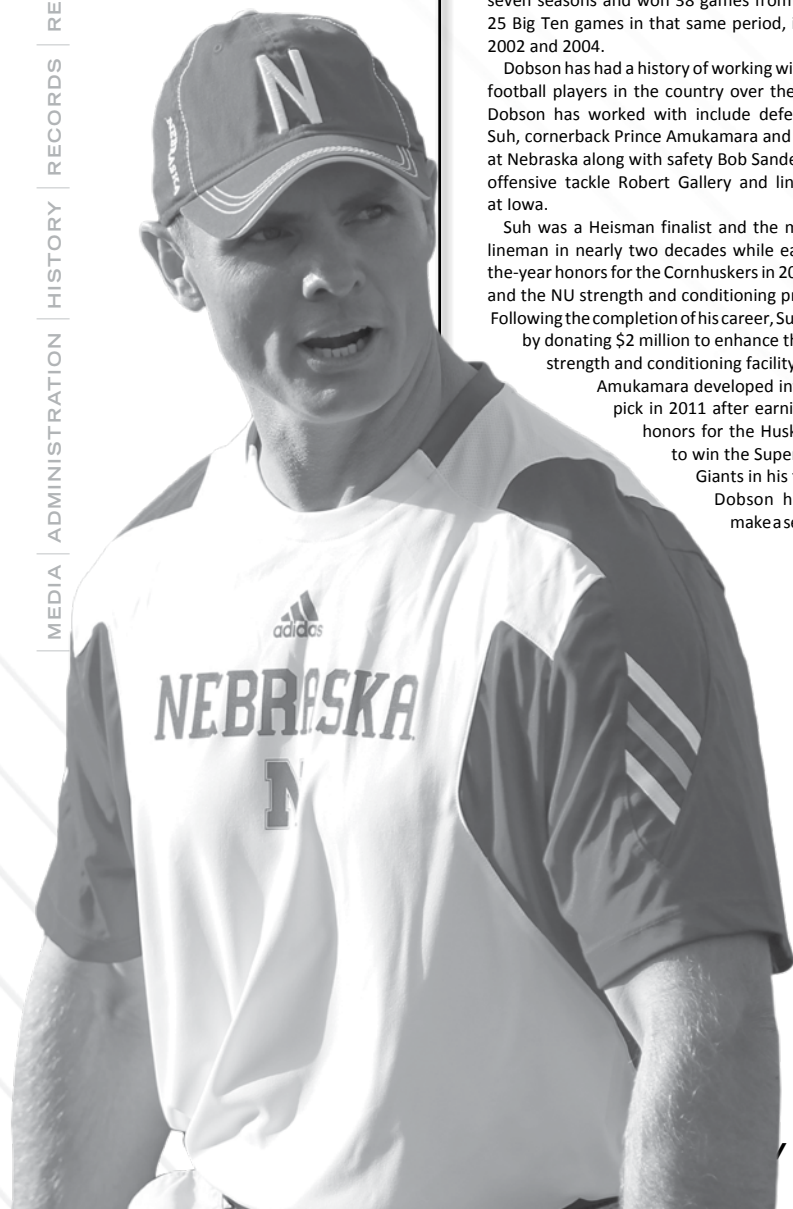 RE
RECORDS
HISTORY
ADMINISTRATION
MEDIA
N
NEBRASKA
adidas
NEBRASKA
N
seven seasons and won 38 games from
25 Big Ten games in that same period,
2002 and 2004.
Dobson has had a history of working wi
football players in the country over the
Dobson has worked with include defe
Suh, cornerback Prince Amukamara and
at Nebraska along with safety Bob Sande
offensive tackle Robert Gallery and lin
at Iowa.
Suh was a Heisman finalist and the m
lineman in nearly two decades while ea
the-year honors for the Cornhuskers in 20
and the NU strength and conditioning pr
Following the completion of his career, Su
by donating $2 million to enhance th
strength and conditioning facility
Amukamara developed in
pick in 2011 after earni
honors for the Husk
to win the Super
Giants in his
Dobson h
make a se